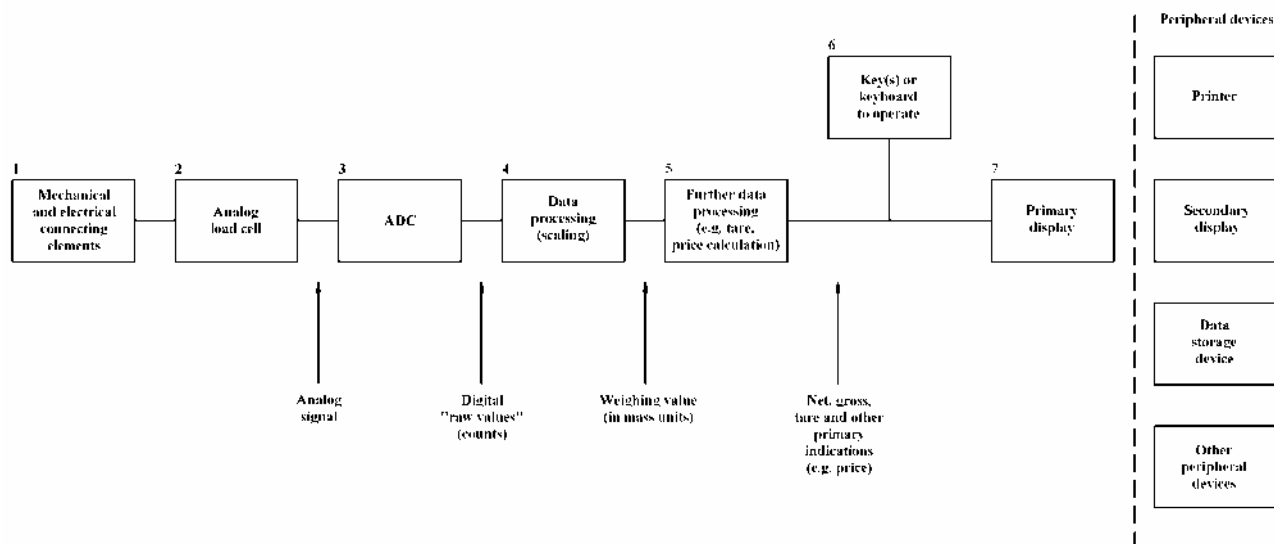 Peripheral devices
6
Key(s) or
keyboard
to operate
Printer
1
Mechanical
and electrical
connecting
elements
2
Analog
load cell
3
ADC
4
Data
processing
(scaling)
5
Further data
processing
(e.g. tare,
price calculation)
7
Primary
display
Secondary
display
Data
storage
device
Analog
signal
Digital
"raw values"
(counts)
Weighing value
(in mass units)
Net, gross,
tare and other
primary
indications
(e.g. price)
Other
peripheral
devices